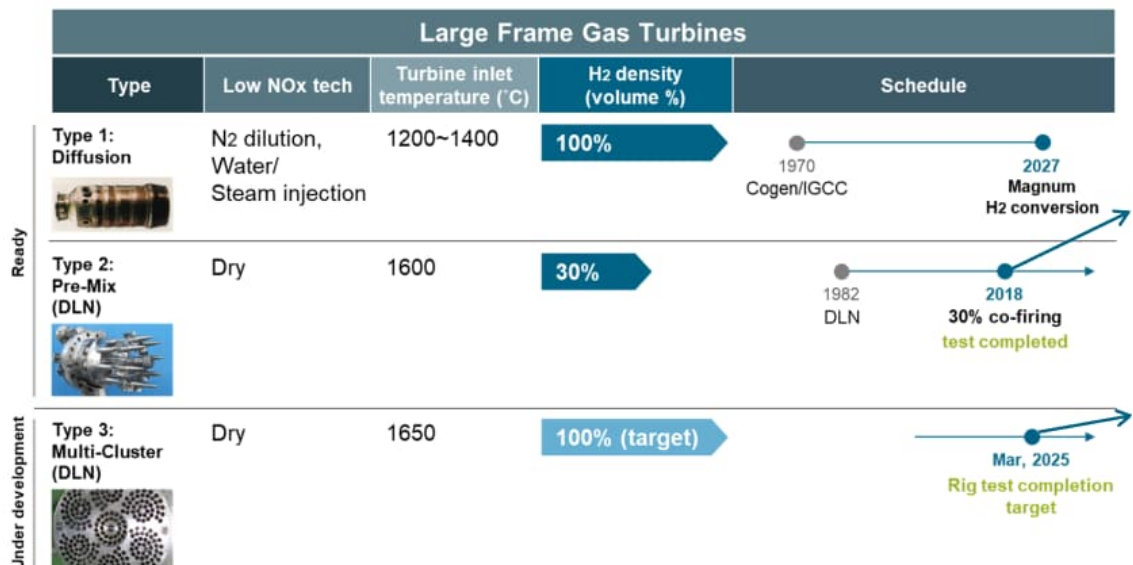 Large Frame Gas Turbines
Type
Low NOx tech
Turbine inlet
temperature (˚C)
H2 density
(volume %)
Schedule
Ready
Type 1:
Diffusion
N2 dilution,
Water/
Steam injection
1200~1400
100%
1970
Cogen/IGCC
2027
Magnum
H2 conversion
Type 2:
Pre-Mix
(DLN)
Dry
1600
30%
1982
DLN
2018
30% co-firing
test completed
Under development
Type 3:
Multi-Cluster
(DLN)
Dry
1650
100% (target)
Mar, 2025
Rig test completion
target